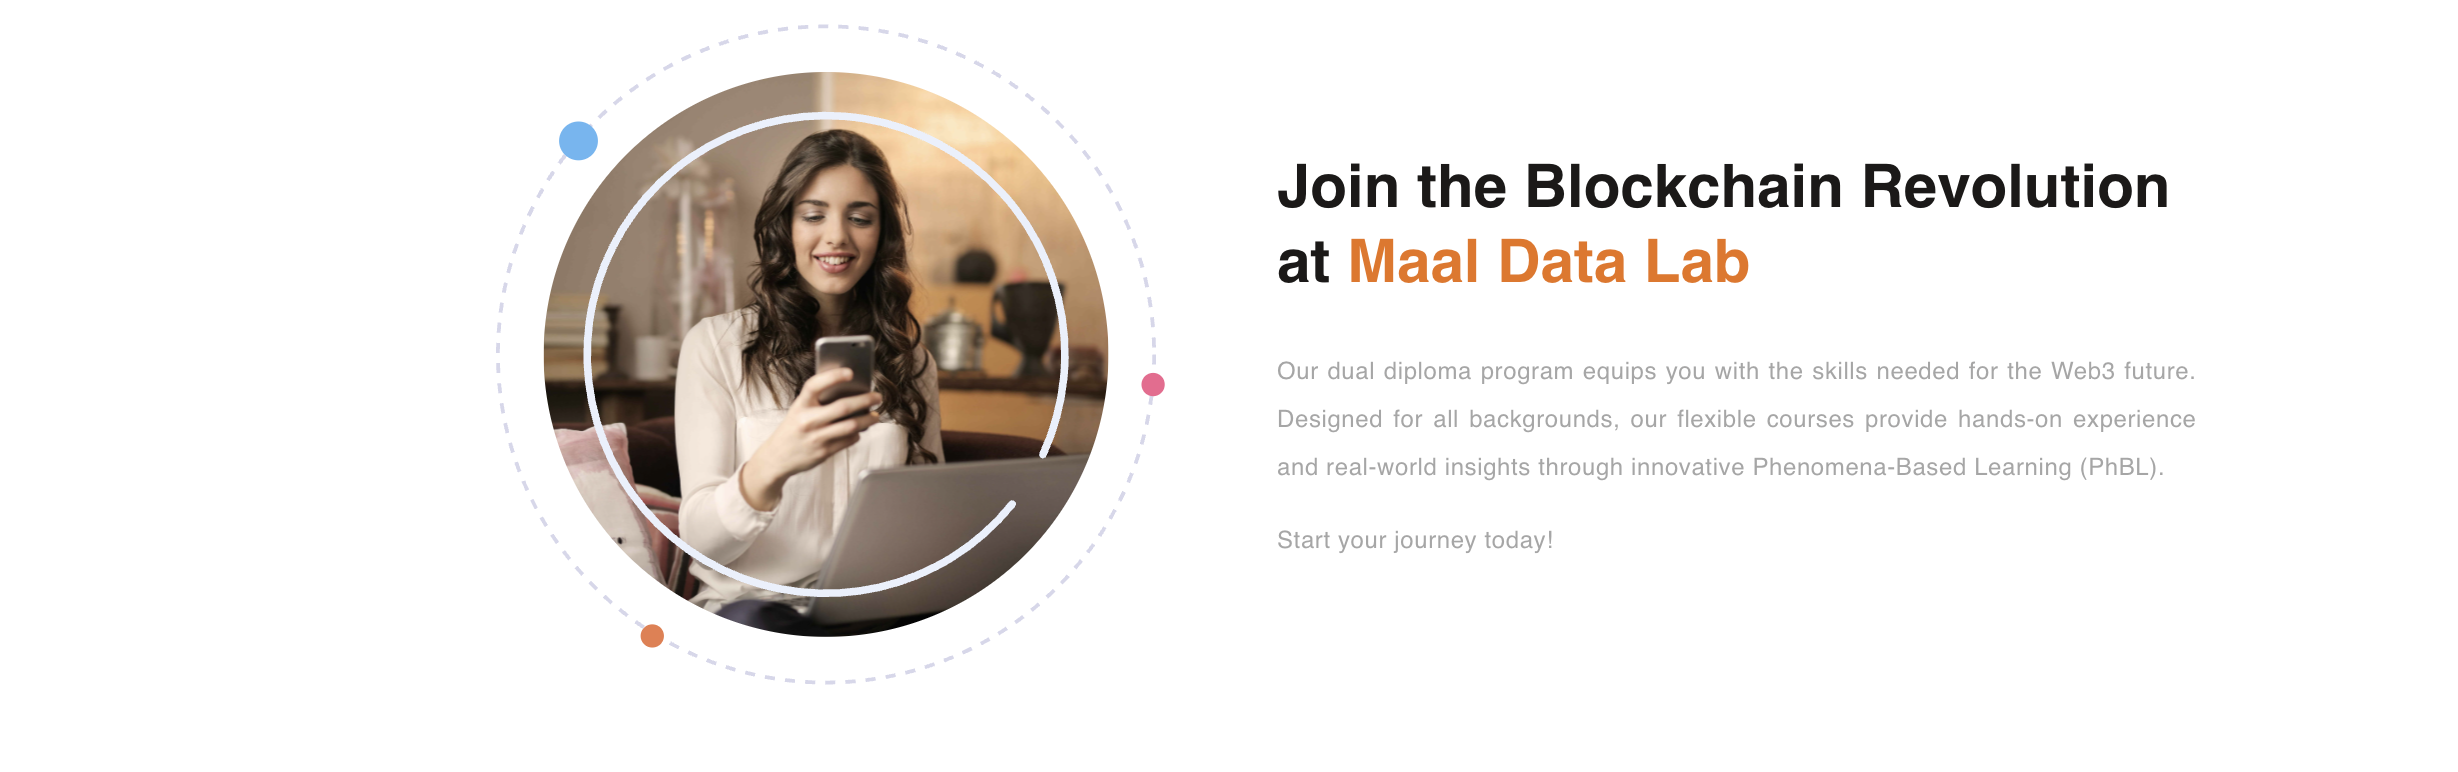 Join the Blockchain Revolution
at Maal Data Lab
Our dual diploma program equips you with the skills needed for the Web3 future.
Designed for all backgrounds, our flexible courses provide hands-on experience
and real-world insights through innovative Phenomena-Based Learning (PhBL).
Start your journey today!